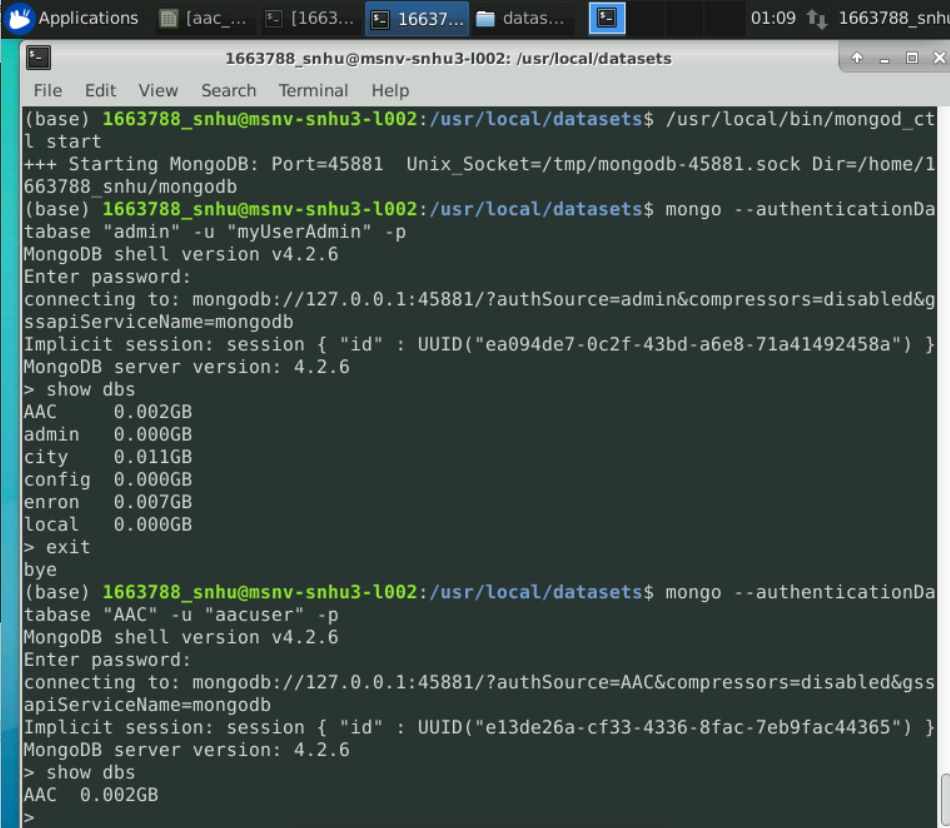 Applications
[aac_...
[1663...
16637...
datas...
01:09
1663788_snhu
1663788_snhu@msnv-snhu3-l002: /usr/local/datasets
File Edit View Search Terminal Help
(base) 1663788_snhu@msnv-snhu3-l002:/usr/local/datasets$ /usr/local/bin/mongod_ct
l start
+++ Starting MongoDB: Port=45881  Unix_Socket=/tmp/mongodb-45881.sock Dir=/home/1
663788_snhu/mongodb
(base) 1663788_snhu@msnv-snhu3-l002:/usr/local/datasets$ mongo --authenticationDa
tabase "admin" -u "myUserAdmin" -p
MongoDB shell version v4.2.6
Enter password:
connecting to: mongodb://127.0.0.1:45881/?authSource=admin&compressors=disabled&g
ssapiServiceName=mongodb
Implicit session: session { "id" : UUID("ea094de7-0c2f-43bd-a6e8-71a41492458a") }
MongoDB server version: 4.2.6
> show dbs
AAC     0.002GB
admin   0.000GB
city    0.011GB
config  0.000GB
enron   0.007GB
local   0.000GB
> exit
bye
(base) 1663788_snhu@msnv-snhu3-l002:/usr/local/datasets$ mongo --authenticationDa
tabase "AAC" -u "aacuser" -p
MongoDB shell version v4.2.6
Enter password:
connecting to: mongodb://127.0.0.1:45881/?authSource=AAC&compressors=disabled&gss
apiServiceName=mongodb
Implicit session: session { "id" : UUID("e13de26a-cf33-4336-8fac-7eb9fac44365") }
MongoDB server version: 4.2.6
> show dbs
AAC  0.002GB
>